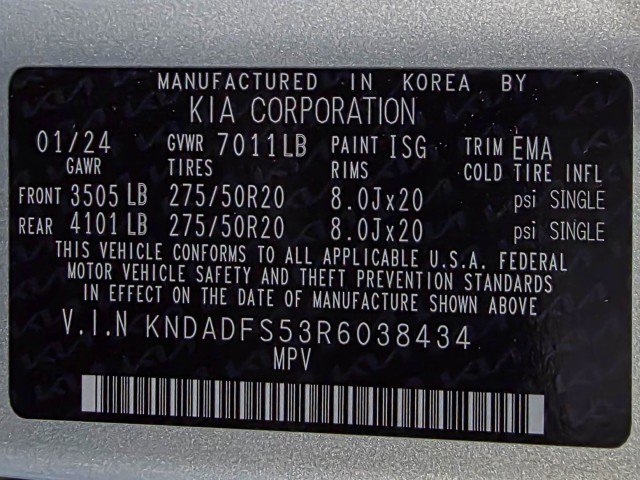 MANUFACTURED IN KOREA BY
KIA CORPORATION
01/24 GVWR 7011LB PAINT ISG TRIM EMA
GAWR TIRES RIMS COLD TIRE INFL
FRONT 3505 LB 275/50R20 8.0Jx20 psi SINGLE
REAR 4101 LB 275/50R20 8.0Jx20 psi SINGLE
THIS VEHICLE CONFORMS TO ALL APPLICABLE U.S.A. FEDERAL
MOTOR VEHICLE SAFETY AND THEFT PREVENTION STANDARDS
IN EFFECT ON THE DATE OF MANUFACTURE SHOWN ABOVE
V.I.N KNDADFS53R6038434
MPV